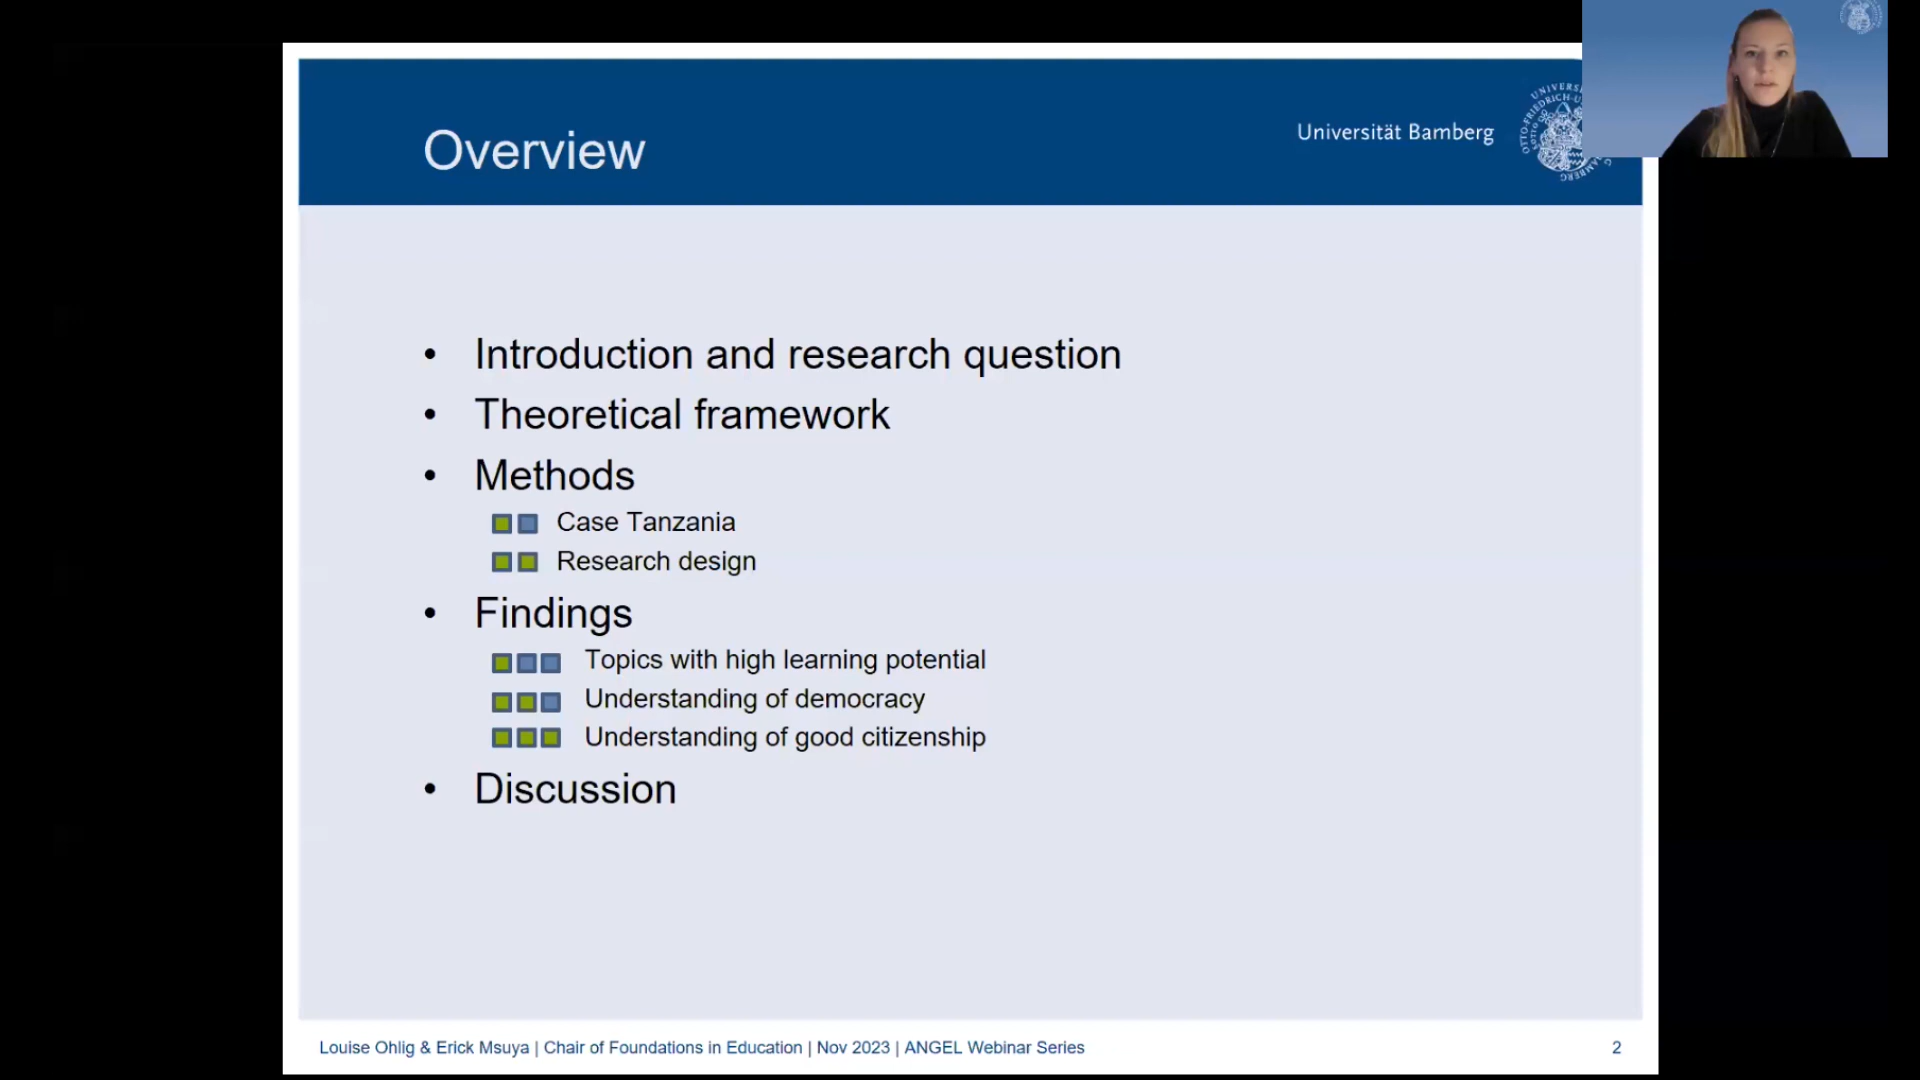 Overview
Universität Bamberg
• Introduction and research question
• Theoretical framework
• Methods
Case Tanzania
Research design
• Findings
Topics with high learning potential
Understanding of democracy
Understanding of good citizenship
• Discussion
Louise Ohlig & Erick Msuya | Chair of Foundations in Education | Nov 2023 | ANGEL Webinar Series
2